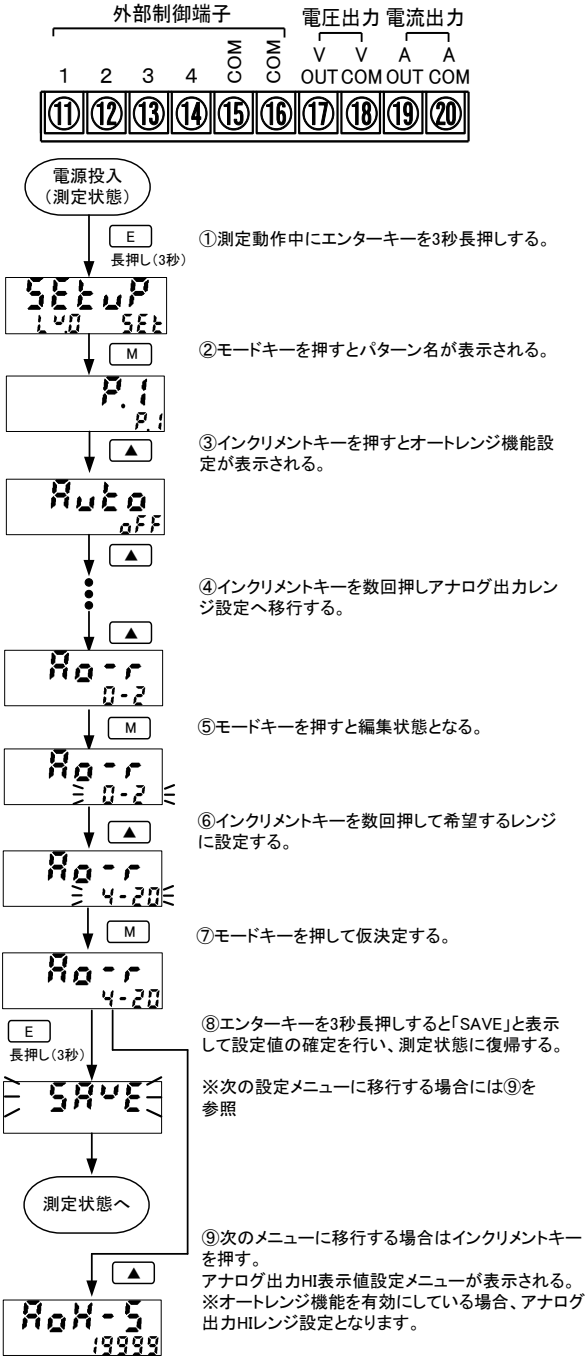 外部制御端子 電圧出力 電流出力
V V A A
1 2 3 4 COM COM OUT COM OUT COM
⑪ ⑫ ⑬ ⑭ ⑮ ⑯ ⑰ ⑱ ⑲ ⑳
電源投入
(測定状態)
E
長押し(3秒)
①測定動作中にエンターキーを3秒長押しする。
SEtuP
Lv.0 SEt
M
②モードキーを押すとパターン名が表示される。
P.1
P.1
▲
③インクリメントキーを押すとオートレンジ機能設
定が表示される。
Auto
oFF
▲
④インクリメントキーを数回押しアナログ出力レン
ジ設定へ移行する。
▲
Ao-r
0-2
M
⑤モードキーを押すと編集状態となる。
Ao-r
0-2
▲
⑥インクリメントキーを数回押して希望するレンジ
に設定する。
Ao-r
4-20
M
⑦モードキーを押して仮決定する。
Ao-r
4-20
E
長押し(3秒)
⑧エンターキーを3秒長押しすると「SAVE」と表示
して設定値の確定を行い、測定状態に復帰する。
※次の設定メニューに移行する場合には⑨を
参照
SAvE
測定状態へ
⑨次のメニューに移行する場合はインクリメントキー
を押す。
アナログ出力HI表示値設定メニューが表示される。
※オートレンジ機能を有効にしている場合、アナログ
出力HIレンジ設定となります。
▲
AoH-S
19999